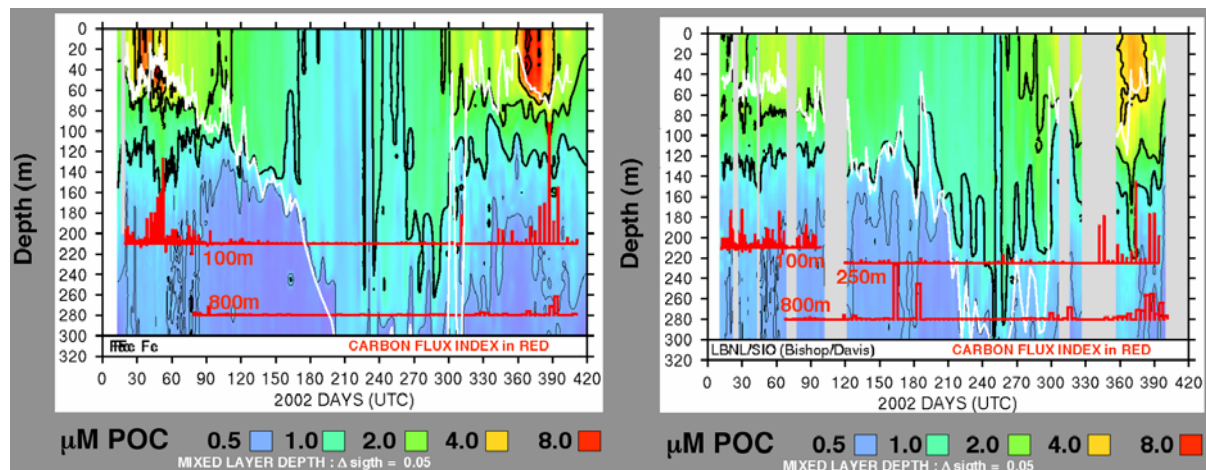 0
20
40
60
80
100
120
140
160
180
200
220
240
260
280
300
320
Depth (m)
100m
800m
CARBON FLUX INDEX in RED
0 30 60 90 120 150 180 210 240 270 300 330 360 390 420
2002 DAYS (UTC)
µM POC 0.5 1.0 2.0 4.0 8.0
MIXED LAYER DEPTH : Δ sigth = 0.05
0
20
40
60
80
100
120
140
160
180
200
220
240
260
280
300
320
Depth (m)
100m
250m
800m
LBNL/SIO (Bishop/Davis) CARBON FLUX INDEX in RED
0 30 60 90 120 150 180 210 240 270 300 330 360 390 420
2002 DAYS (UTC)
µM POC 0.5 1.0 2.0 4.0 8.0
MIXED LAYER DEPTH : Δ sigth = 0.05